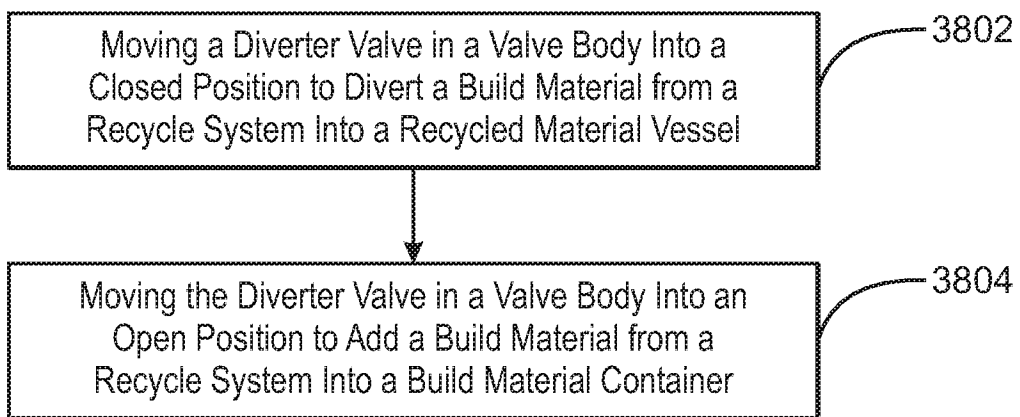 Moving a Diverter Valve in a Valve Body Into a
Closed Position to Divert a Build Material from a
Recycle System Into a Recycled Material Vessel
3802
Moving the Diverter Valve in a Valve Body Into an
Open Position to Add a Build Material from a
Recycle System Into a Build Material Container
3804